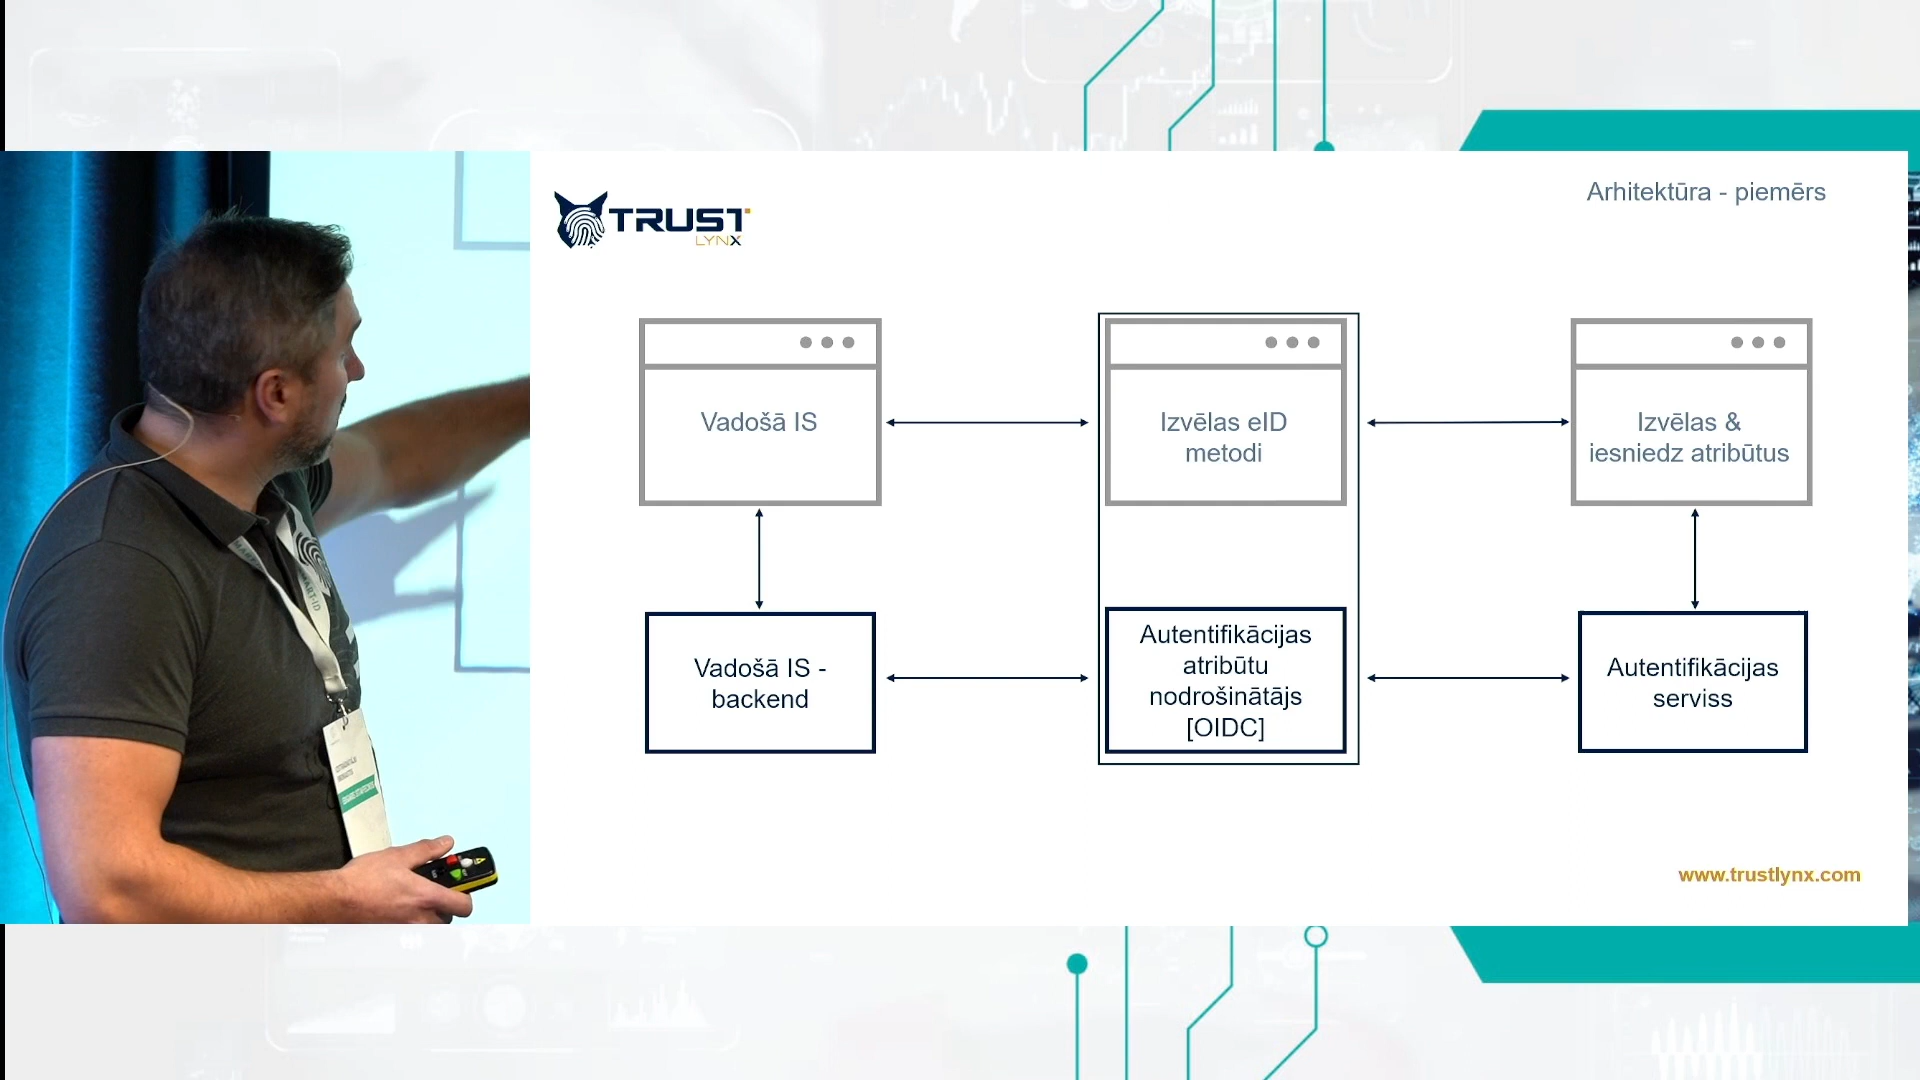 Arhitektūra - piemērs
TRUST
LYNX
Vadošā IS
Izvēlas eID
metodi
Izvēlas &
iesniedz atribūtus
Vadošā IS -
backend
Autentifikācijas
atribūtu
nodrošinātājs
[OIDC]
Autentifikācijas
serviss
www.trustlynx.com